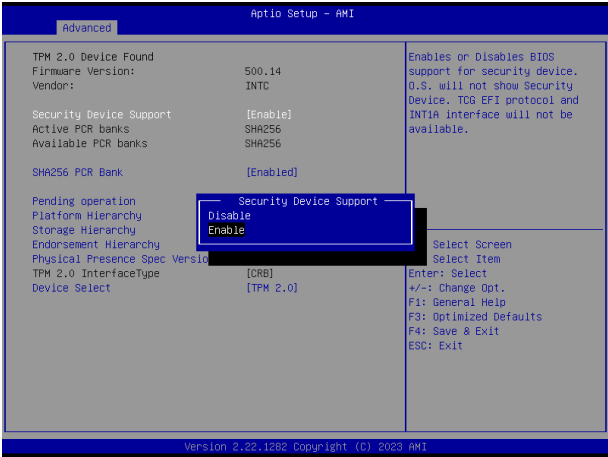 Aptio Setup - AMI
Advanced
TPM 2.0 Device Found
Firmware Version: 500.14
Vendor: INTC
Security Device Support [Enable]
Active PCR banks SHA256
Available PCR banks SHA256
SHA256 PCR Bank [Enabled]
Pending operation
Platform Hierarchy
Storage Hierarchy
Endorsement Hierarchy
Physical Presence Spec Versio
TPM 2.0 InterfaceType [CRB]
Device Select [TPM 2.0]
Security Device Support
Disable
Enable
Enables or Disables BIOS
support for security device.
O.S. will not show Security
Device. TCG EFI protocol and
INT1A interface will not be
available.
Select Screen
Select Item
Enter: Select
+/-: Change Opt.
F1: General Help
F3: Optimized Defaults
F4: Save & Exit
ESC: Exit
Version 2.22.1282 Copyright (C) 2023 AMI